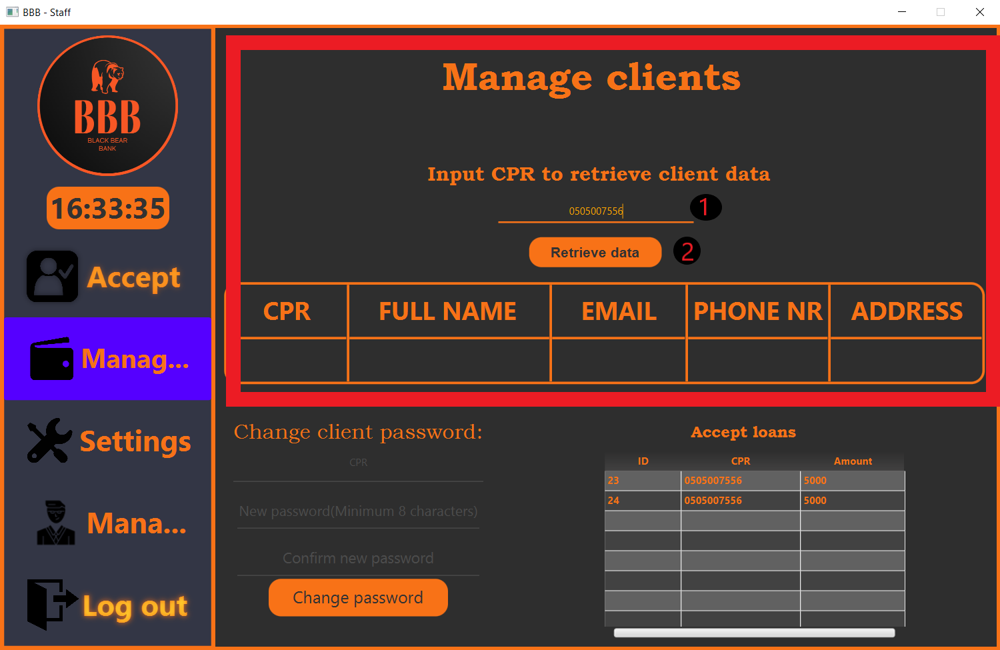 BBB - Staff
BBB
BLACK BEAR
BANK
16:33:35
Accept
Manag...
Settings
Mana...
Log out
Manage clients
Input CPR to retrieve client data
0505007556 1
Retrieve data 2
CPR FULL NAME EMAIL PHONE NR ADDRESS
Change client password:
CPR
New password(Minimum 8 characters)
Confirm new password
Change password
Accept loans
ID CPR Amount
23 0505007556 5000
24 0505007556 5000